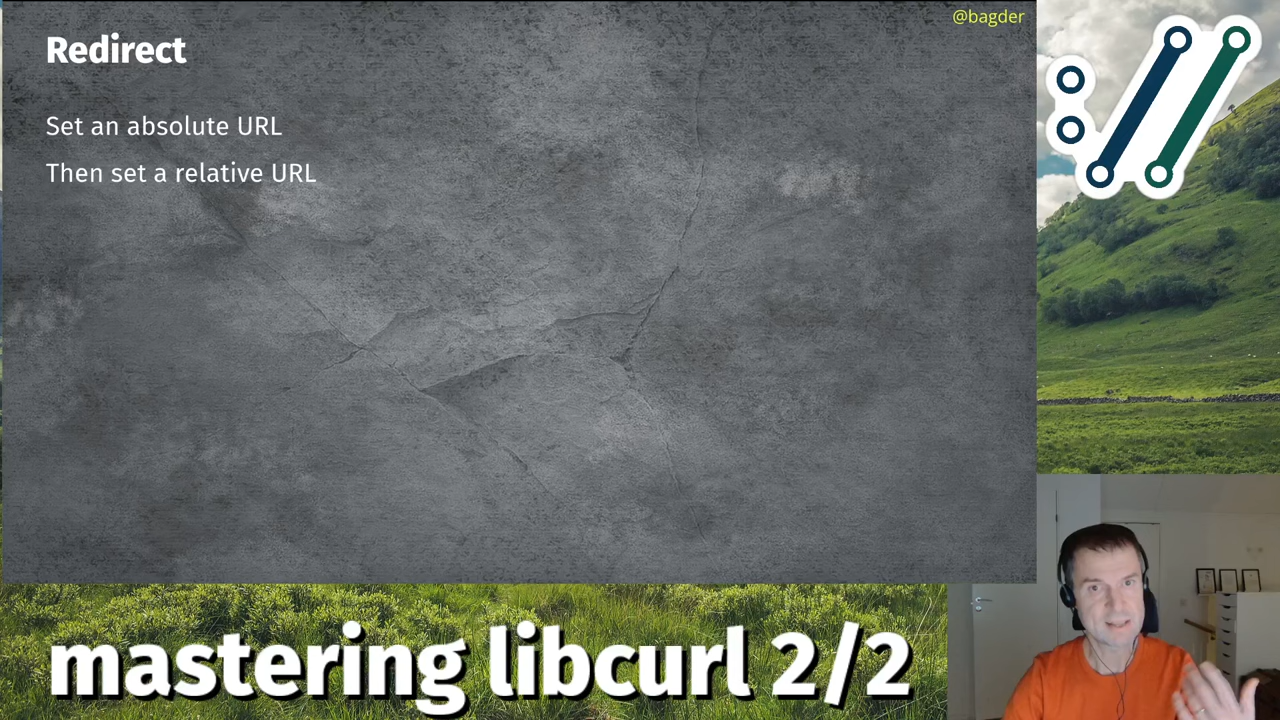 @bagder
Redirect
Set an absolute URL
Then set a relative URL
mastering libcurl 2/2